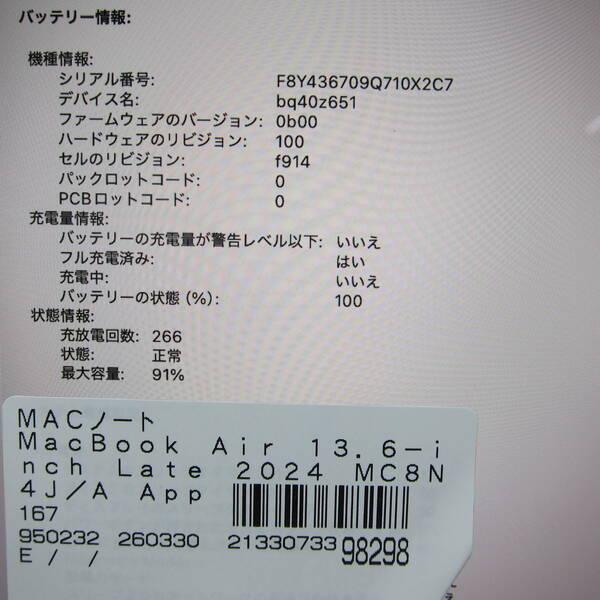 バッテリー情報:
機種情報:
シリアル番号: F8Y436709Q710X2C7
デバイス名: bq40z651
ファームウェアのバージョン: 0b00
ハードウェアのリビジョン: 100
セルのリビジョン: f914
パックロットコード: 0
PCBロットコード: 0
充電量情報:
バッテリーの充電量が警告レベル以下: いいえ
フル充電済み: はい
充電中: いいえ
バッテリーの状態 (%): 100
状態情報:
充放電回数: 266
状態: 正常
最大容量: 91%
MACノート
MacBook Air 13.6-i
nch Late 2024 MC8N
4J/A App
167
950232 260330 21330733 98298
E / /